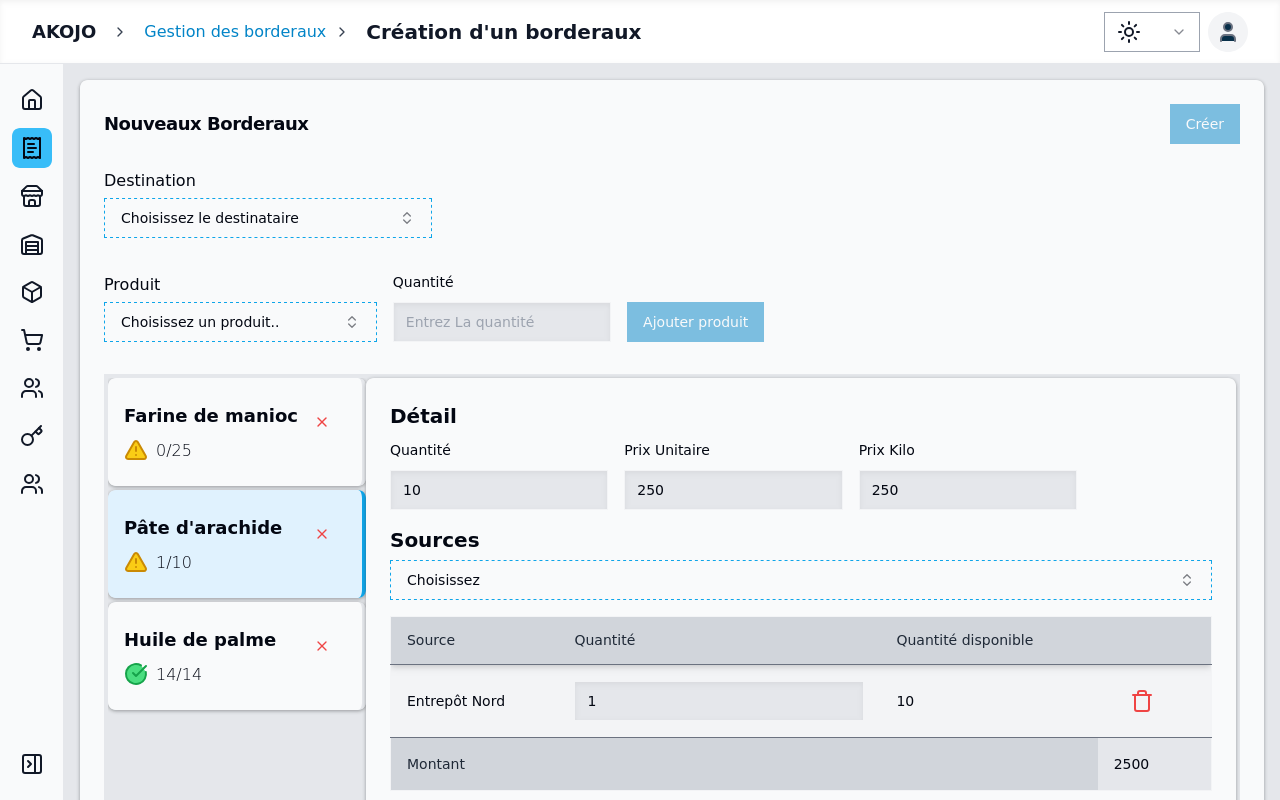 AKOJO > Gestion des borderaux > Création d'un borderaux
Nouveaux Borderaux
Créer
Destination
Choisissez le destinataire
Produit
Quantité
Choisissez un produit..
Entrez La quantité
Ajouter produit
Farine de manioc
0/25
Pâte d'arachide
1/10
Huile de palme
14/14
Détail
Quantité
Prix Unitaire
Prix Kilo
10
250
250
Sources
Choisissez
Source
Quantité
Quantité disponible
Entrepôt Nord
1
10
Montant
2500